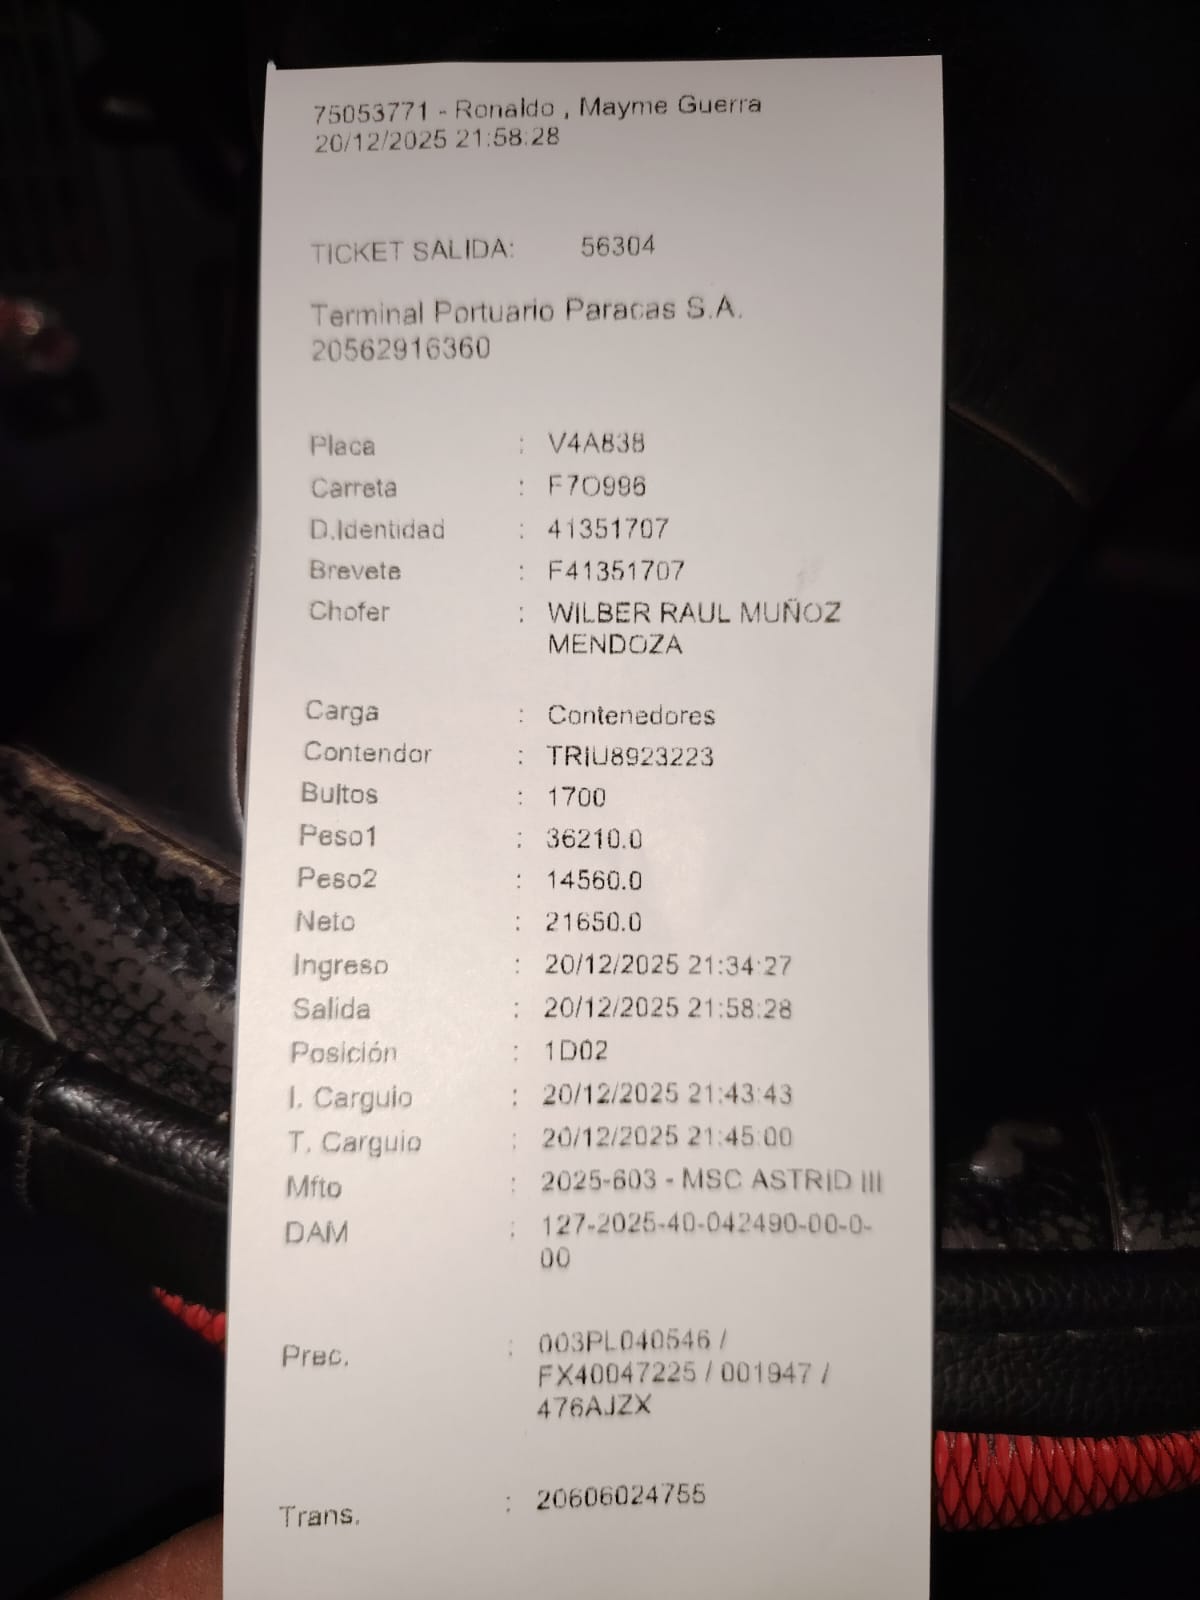 75053771 - Ronaldo , Mayme Guerra
20/12/2025 21:58:28
TICKET SALIDA: 56304
Terminal Portuario Paracas S.A.
20562916360
Placa : V4A838
Carreta : F7O996
D.Identidad : 41351707
Brevete : F41351707
Chofer : WILBER RAUL MUÑOZ
MENDOZA
Carga : Contenedores
Contendor : TRIU8923223
Bultos : 1700
Peso1 : 36210.0
Peso2 : 14560.0
Neto : 21650.0
Ingreso : 20/12/2025 21:34:27
Salida : 20/12/2025 21:58:28
Posición : 1D02
I. Carguio : 20/12/2025 21:43:43
T. Carguio : 20/12/2025 21:45:00
Mfto : 2025-603 - MSC ASTRID III
DAM : 127-2025-40-042490-00-0-
00
Prec. : 003PL040546 /
FX40047225 / 001947 /
476AJZX
Trans. : 20606024755